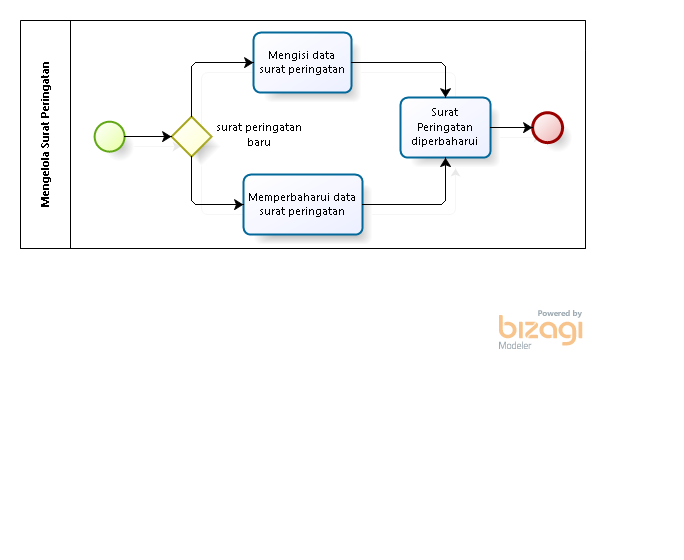 Mengelola Surat Peringatan
Mengisi data
surat peringatan
surat peringatan
baru
Memperbaharui data
surat peringatan
Surat
Peringatan
diperbaharui
Powered by
bizagi
Modeler